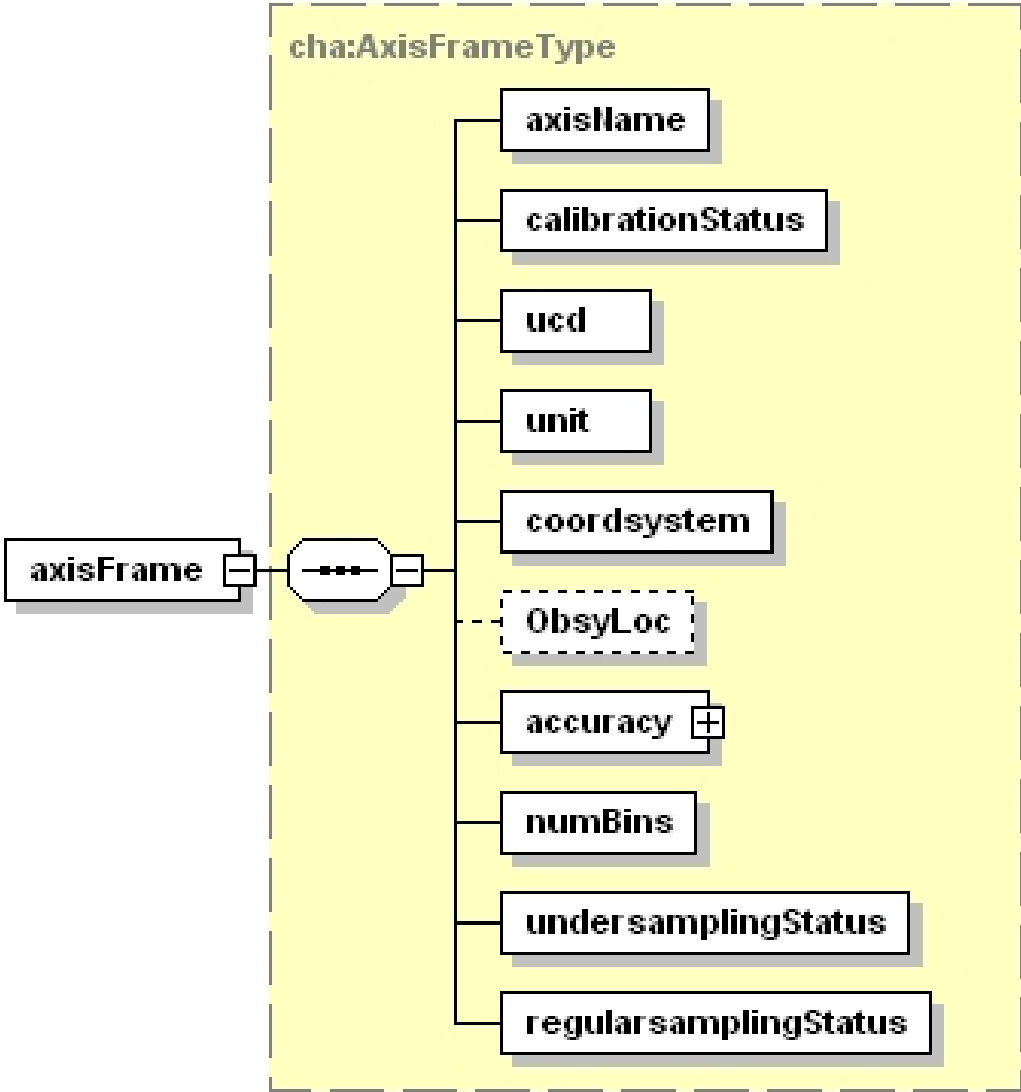 cha:AxisFrameType
axisName
calibrationStatus
ucd
unit
coordsystem
axisFrame
ObsyLoc
accuracy
numBins
undersamplingStatus
regularsamplingStatus